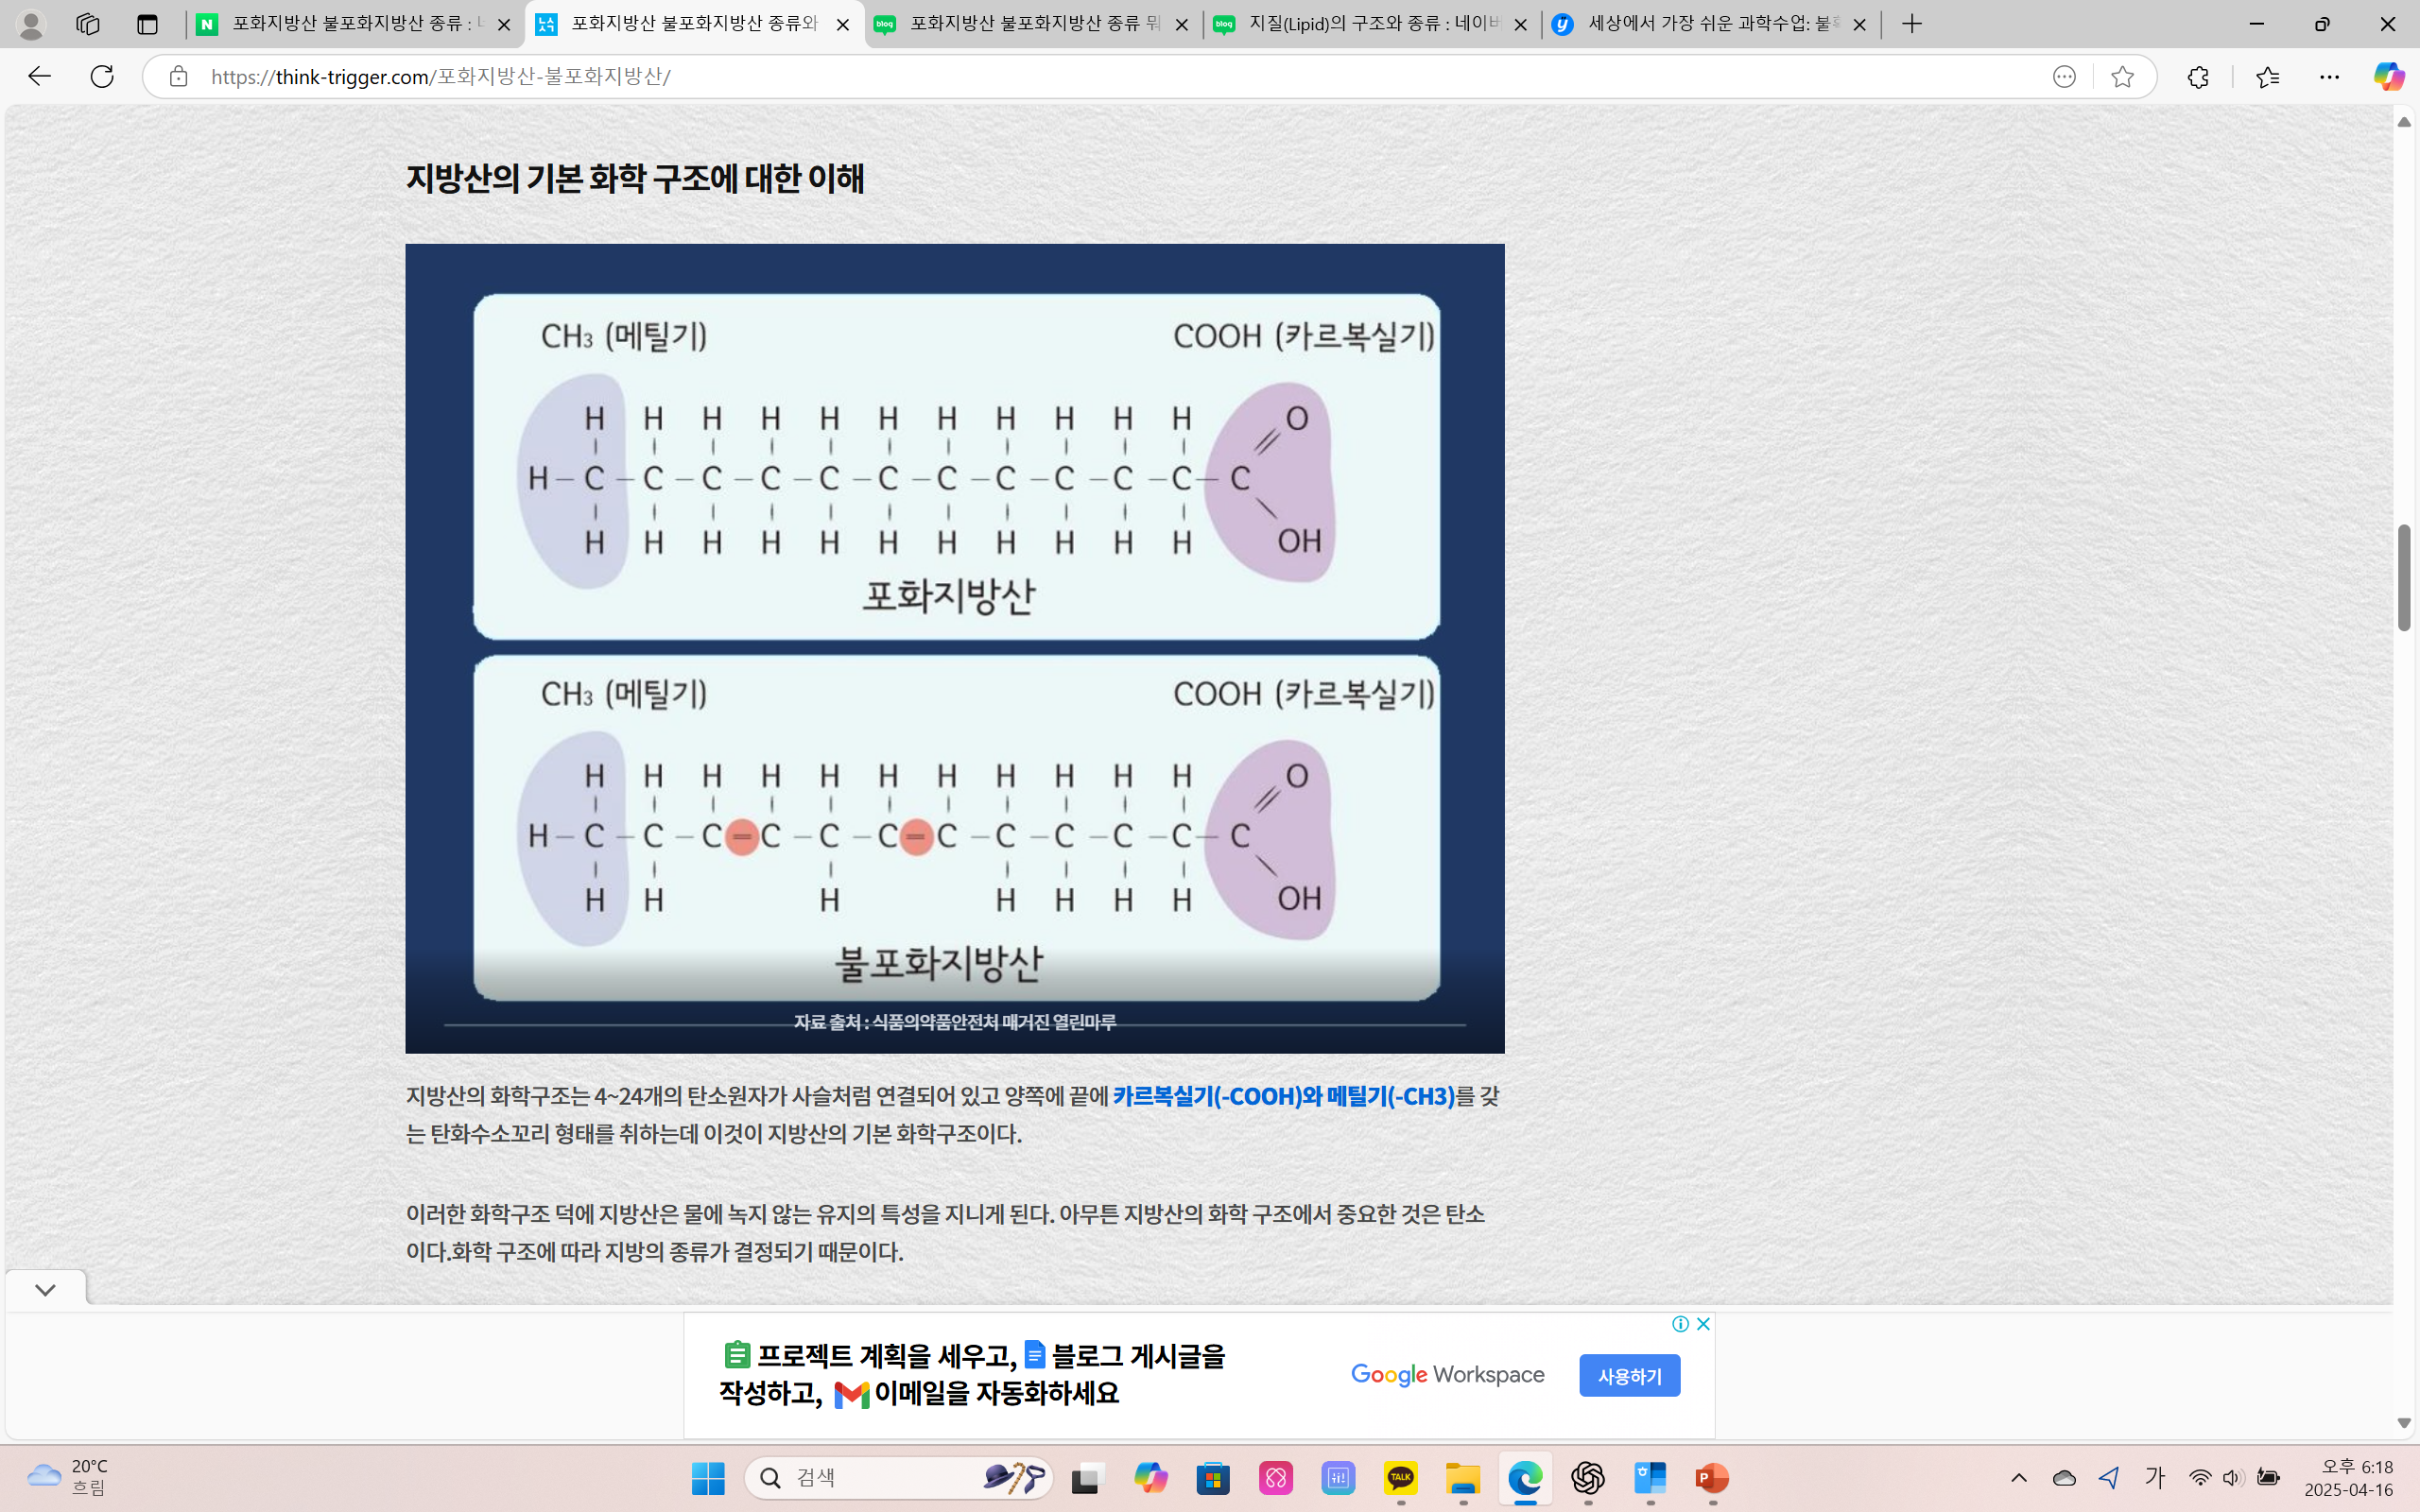 포화지방산 불포화지방산 종류 :
포화지방산 불포화지방산 종류와
포화지방산 불포화지방산 종류 뭐
지질(Lipid)의 구조와 종류 : 네이버
세상에서 가장 쉬운 과학수업: 불
https://think-trigger.com/포화지방산-불포화지방산/
지방산의 기본 화학 구조에 대한 이해
CH₃ (메틸기) COOH (카르복실기)
H H H H H H H H H H H O
H – C – C – C – C – C – C – C – C – C – C – C – C
H H H H H H H H H H H OH
포화지방산
CH₃ (메틸기) COOH (카르복실기)
H H H H H H H H H H H O
H – C – C – C = C – C – C = C – C – C – C – C – C
H H H H H H H OH
불포화지방산
자료 출처 : 식품의약품안전처 매거진 열린마루
지방산의 화학구조는 4~24개의 탄소원자가 사슬처럼 연결되어 있고 양쪽에 끝에 카르복실기(-COOH)와 메틸기(-CH3)를 갖
는 탄화수소꼬리 형태를 취하는데 이것이 지방산의 기본 화학구조이다.
이러한 화학구조 덕에 지방산은 물에 녹지 않는 유지의 특성을 지니게 된다. 아무튼 지방산의 화학 구조에서 중요한 것은 탄소
이다.화학 구조에 따라 지방의 종류가 결정되기 때문이다.
프로젝트 계획을 세우고, 블로그 게시글을
작성하고, 이메일을 자동화하세요
Google Workspace
사용하기
20°C
흐림
검색
TALK
가
오후 6:18
2025-04-16